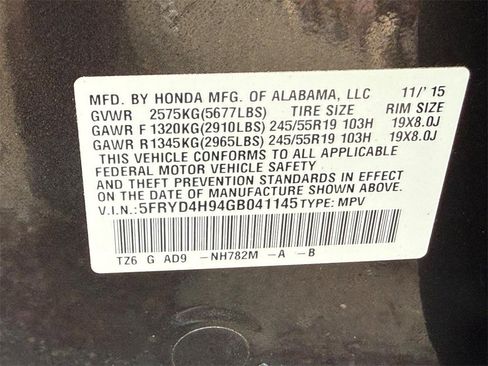 MFD. BY HONDA MFG. OF ALABAMA, LLC 11/'15
GVWR 2575KG(5677LBS) TIRE SIZE RIM SIZE
GAWR F 1320KG(2910LBS) 245/55R19 103H 19X8.0J
GAWR R1345KG(2965LBS) 245/55R19 103H 19X8.0J
THIS VEHICLE CONFORMS TO ALL APPLICABLE
FEDERAL MOTOR VEHICLE SAFETY AND
THEFT PREVENTION STANDARDS IN EFFECT
ON THE DATE OF MANUFACTURE SHOWN ABOVE.
V.I.N.: 5FRYD4H94GB041145 TYPE: MPV
TZ6 G AD9 -NH782M -A -B